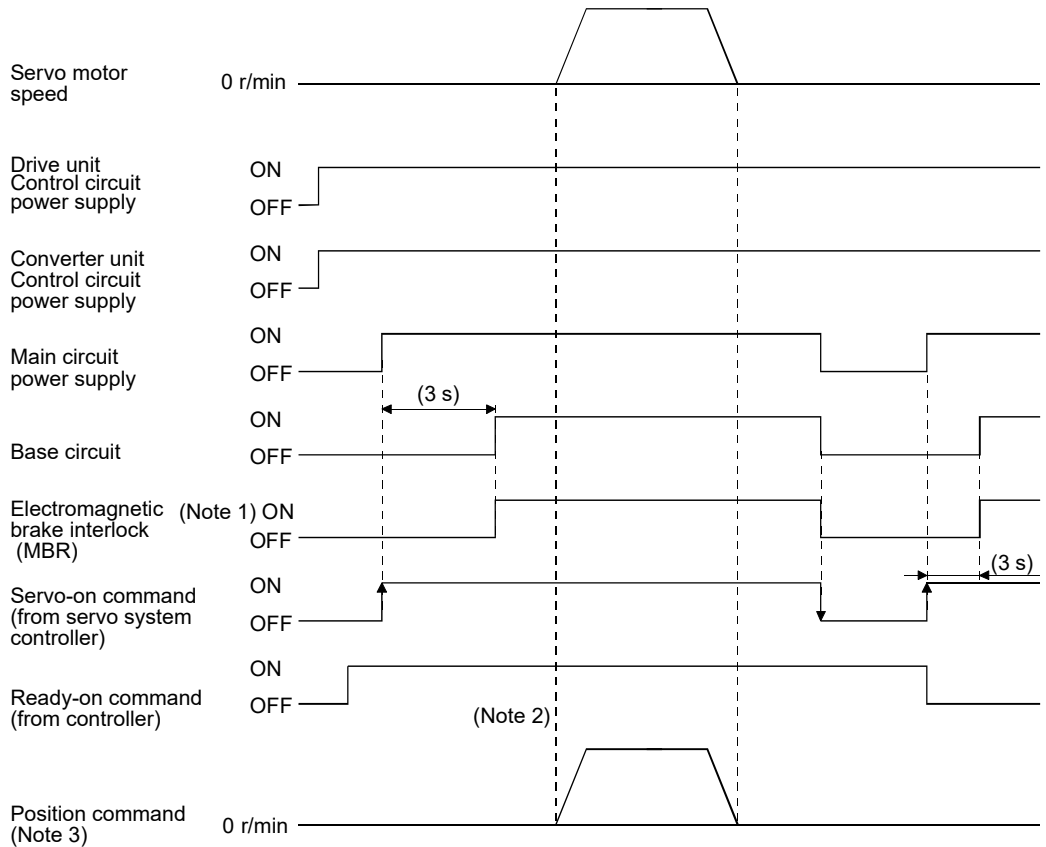 Servo motor
speed
0 r/min
Drive unit
Control circuit
power supply
ON
OFF
Converter unit
Control circuit
power supply
ON
OFF
Main circuit
power supply
ON
OFF
(3 s)
Base circuit
ON
OFF
Electromagnetic
brake interlock
(MBR)
(Note 1) ON
OFF
(3 s)
Servo-on command
(from servo system
controller)
ON
OFF
Ready-on command
(from controller)
ON
OFF
(Note 2)
Position command
(Note 3)
0 r/min